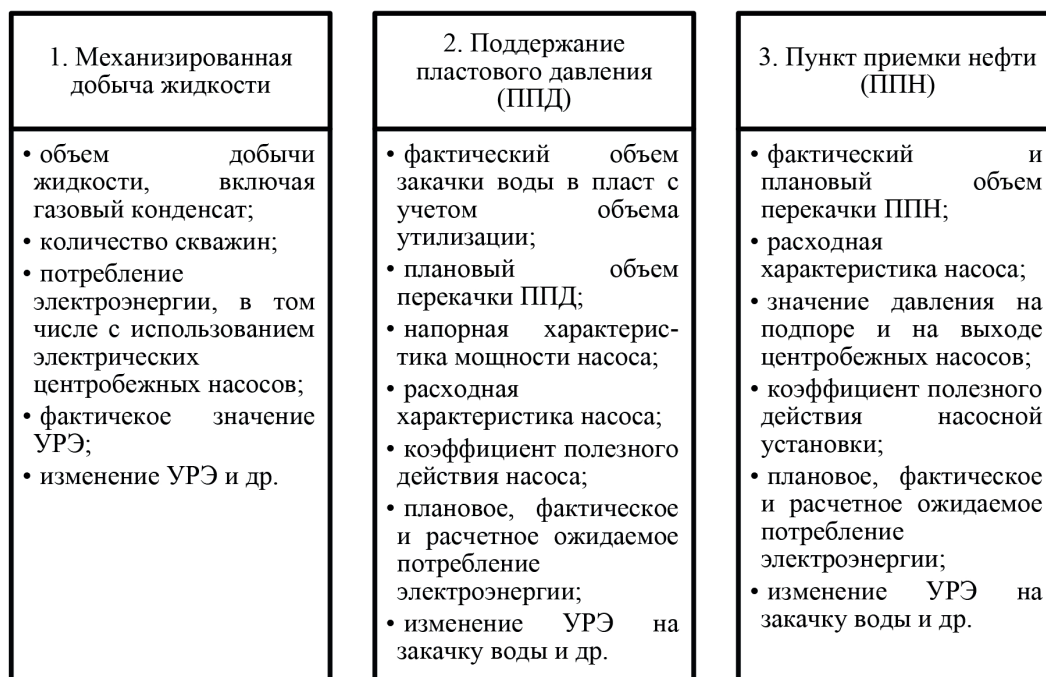 1. Механизированная
добыча жидкости
• объем добычи
жидкости, включая
газовый конденсат;
• количество скважин;
• потребление
электроэнергии, в том
числе с использованием
электрических
центробежных насосов;
• фактичекое значение
УРЭ;
• изменение УРЭ и др.
2. Поддержание
пластового давления
(ППД)
• фактический объем
закачки воды в пласт с
учетом объема
утилизации;
• плановый объем
перекачки ППД;
• напорная характерис-
тика мощности насоса;
• расходная
характеристика насоса;
• коэффициент полезного
действия насоса;
• плановое, фактическое
и расчетное ожидаемое
потребление
электроэнергии;
• изменение УРЭ на
закачку воды и др.
3. Пункт приемки нефти
(ППН)
• фактический и
плановый объем
перекачки ППН;
• расходная
характеристика насоса;
• значение давления на
подпоре и на выходе
центробежных насосов;
• коэффициент полезного
действия насосной
установки;
• плановое, фактическое
и расчетное ожидаемое
потребление
электроэнергии;
• изменение УРЭ на
закачку воды и др.